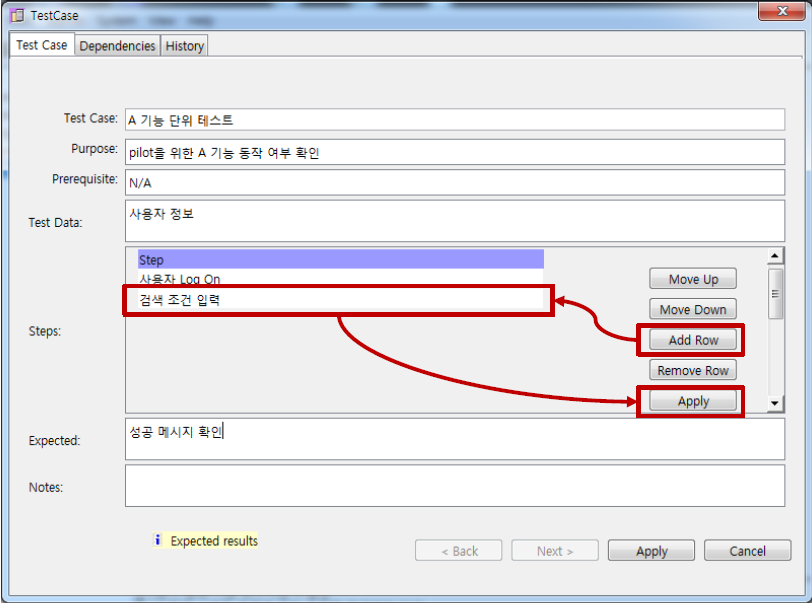 TestCase
Test Case Dependencies History
Test Case: A 기능 단위 테스트
Purpose: pilot을 위한 A 기능 동작 여부 확인
Prerequisite: N/A
Test Data: 사용자 정보
Step
사용자 Log On
검색 조건 입력
Steps:
Move Up
Move Down
Add Row
Remove Row
Apply
Expected: 성공 메시지 확인
Notes:
i Expected results
< Back Next > Apply Cancel